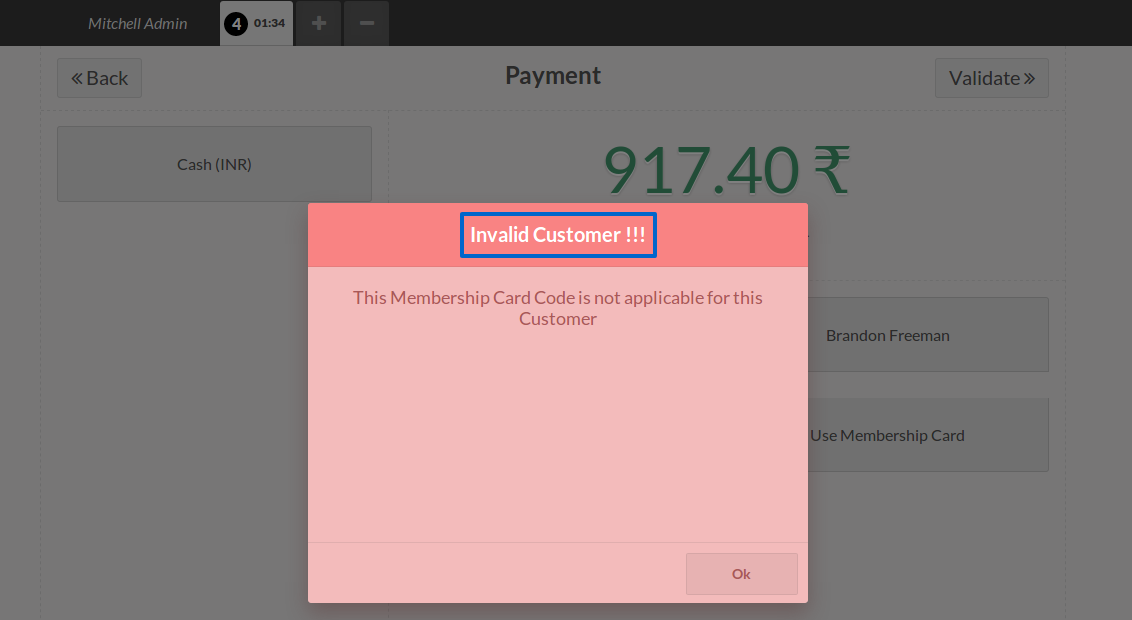 Mitchell Admin
4 01:34
Back
Payment
Validate
Cash (INR)
917.40 ₹
Invalid Customer !!!
This Membership Card Code is not applicable for this
Customer
Brandon Freeman
Use Membership Card
Ok